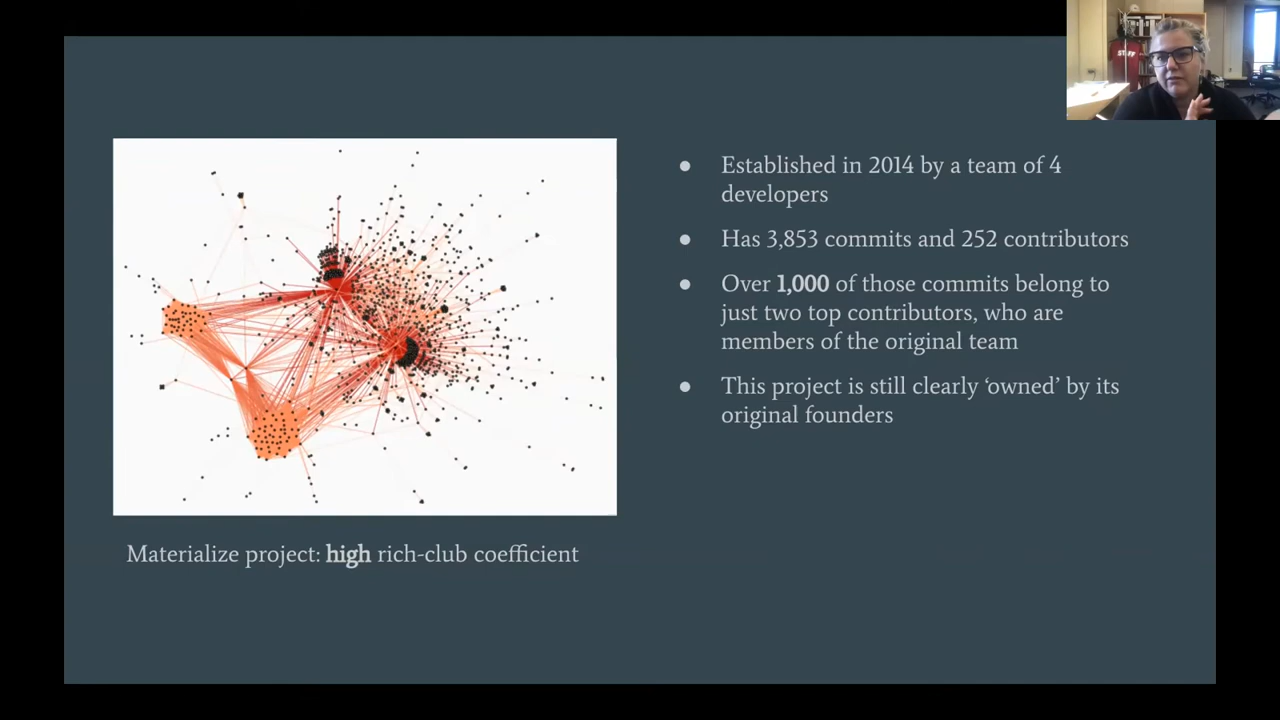 STAFF
● Established in 2014 by a team of 4
developers
● Has 3,853 commits and 252 contributors
● Over 1,000 of those commits belong to
just two top contributors, who are
members of the original team
● This project is still clearly ‘owned’ by its
original founders
Materialize project: high rich-club coefficient